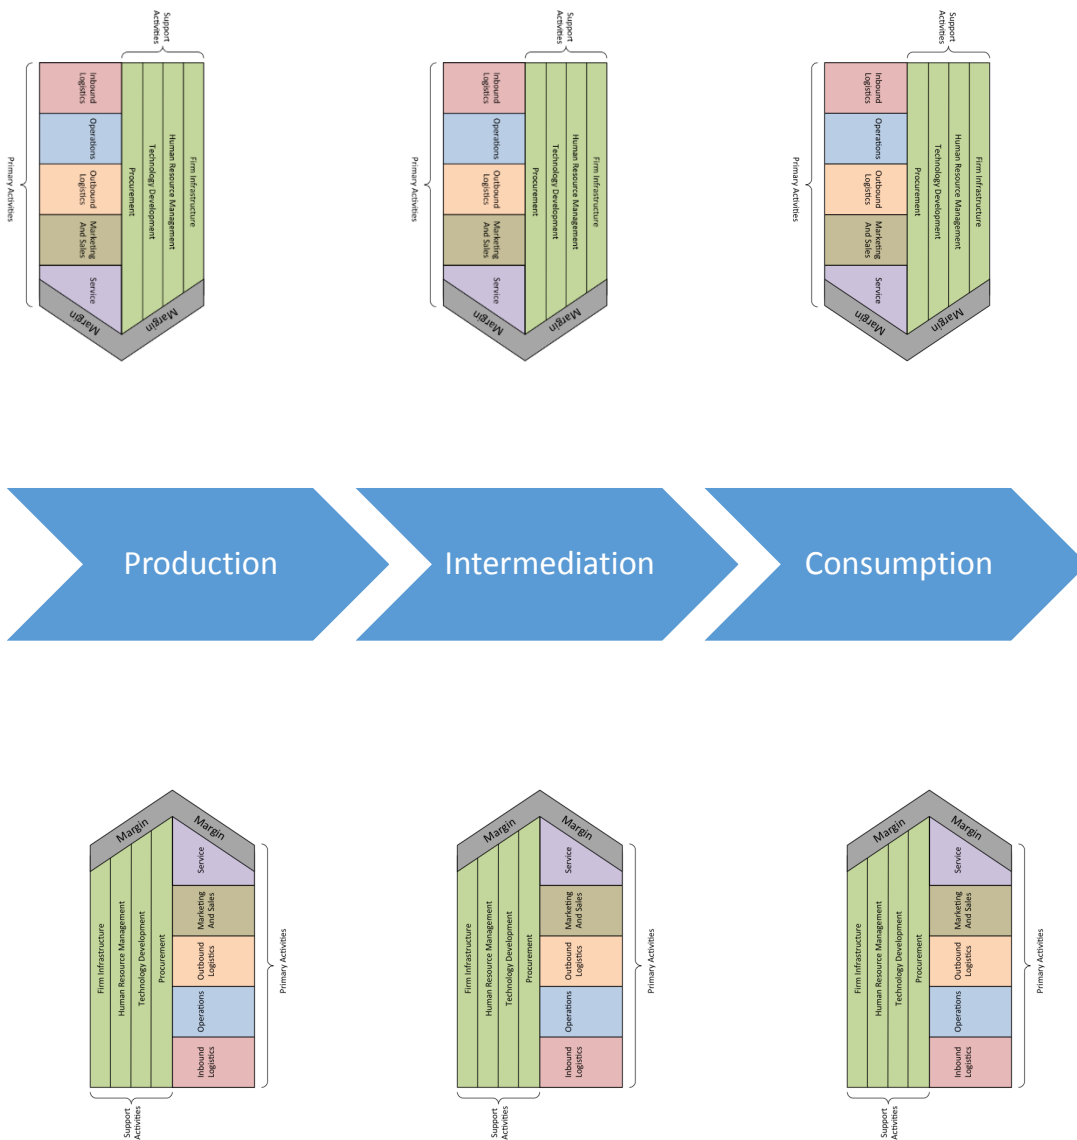 Support
Activities
Primary Activities
Inbound
Logistics
Operations
Outbound
Logistics
Marketing
And Sales
Service
Procurement
Technology Development
Human Resource Management
Firm Infrastructure
Margin
Margin
Support
Activities
Primary Activities
Inbound
Logistics
Operations
Outbound
Logistics
Marketing
And Sales
Service
Procurement
Technology Development
Human Resource Management
Firm Infrastructure
Margin
Margin
Support
Activities
Primary Activities
Inbound
Logistics
Operations
Outbound
Logistics
Marketing
And Sales
Service
Procurement
Technology Development
Human Resource Management
Firm Infrastructure
Margin
Margin
Production
Intermediation
Consumption
Margin
Margin
Firm Infrastructure
Human Resource Management
Technology Development
Procurement
Service
Marketing
And Sales
Outbound
Logistics
Operations
Inbound
Logistics
Primary Activities
Support
Activities
Margin
Margin
Firm Infrastructure
Human Resource Management
Technology Development
Procurement
Service
Marketing
And Sales
Outbound
Logistics
Operations
Inbound
Logistics
Primary Activities
Support
Activities
Margin
Margin
Firm Infrastructure
Human Resource Management
Technology Development
Procurement
Service
Marketing
And Sales
Outbound
Logistics
Operations
Inbound
Logistics
Primary Activities
Support
Activities